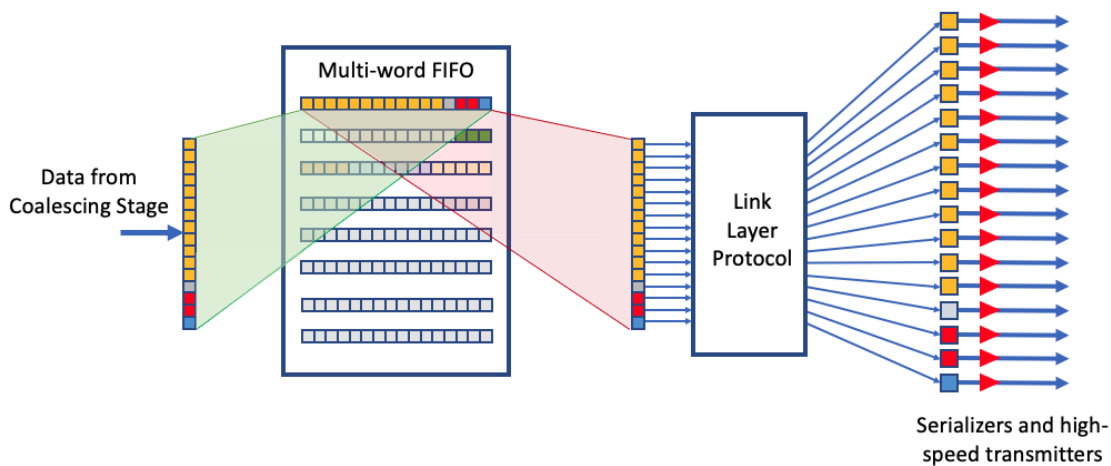 Multi-word FIFO
Data from
Coalescing Stage
Link
Layer
Protocol
Serializers and high-
speed transmitters